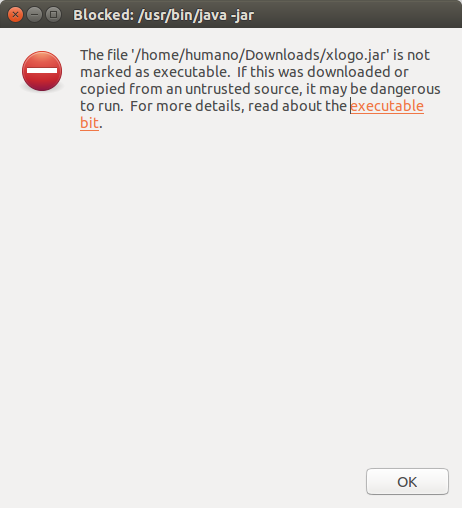 Blocked: /usr/bin/java -jar
The file '/home/humano/Downloads/xlogo.jar' is not
marked as executable.  If this was downloaded or
copied from an untrusted source, it may be dangerous
to run.  For more details, read about the executable
bit.
OK